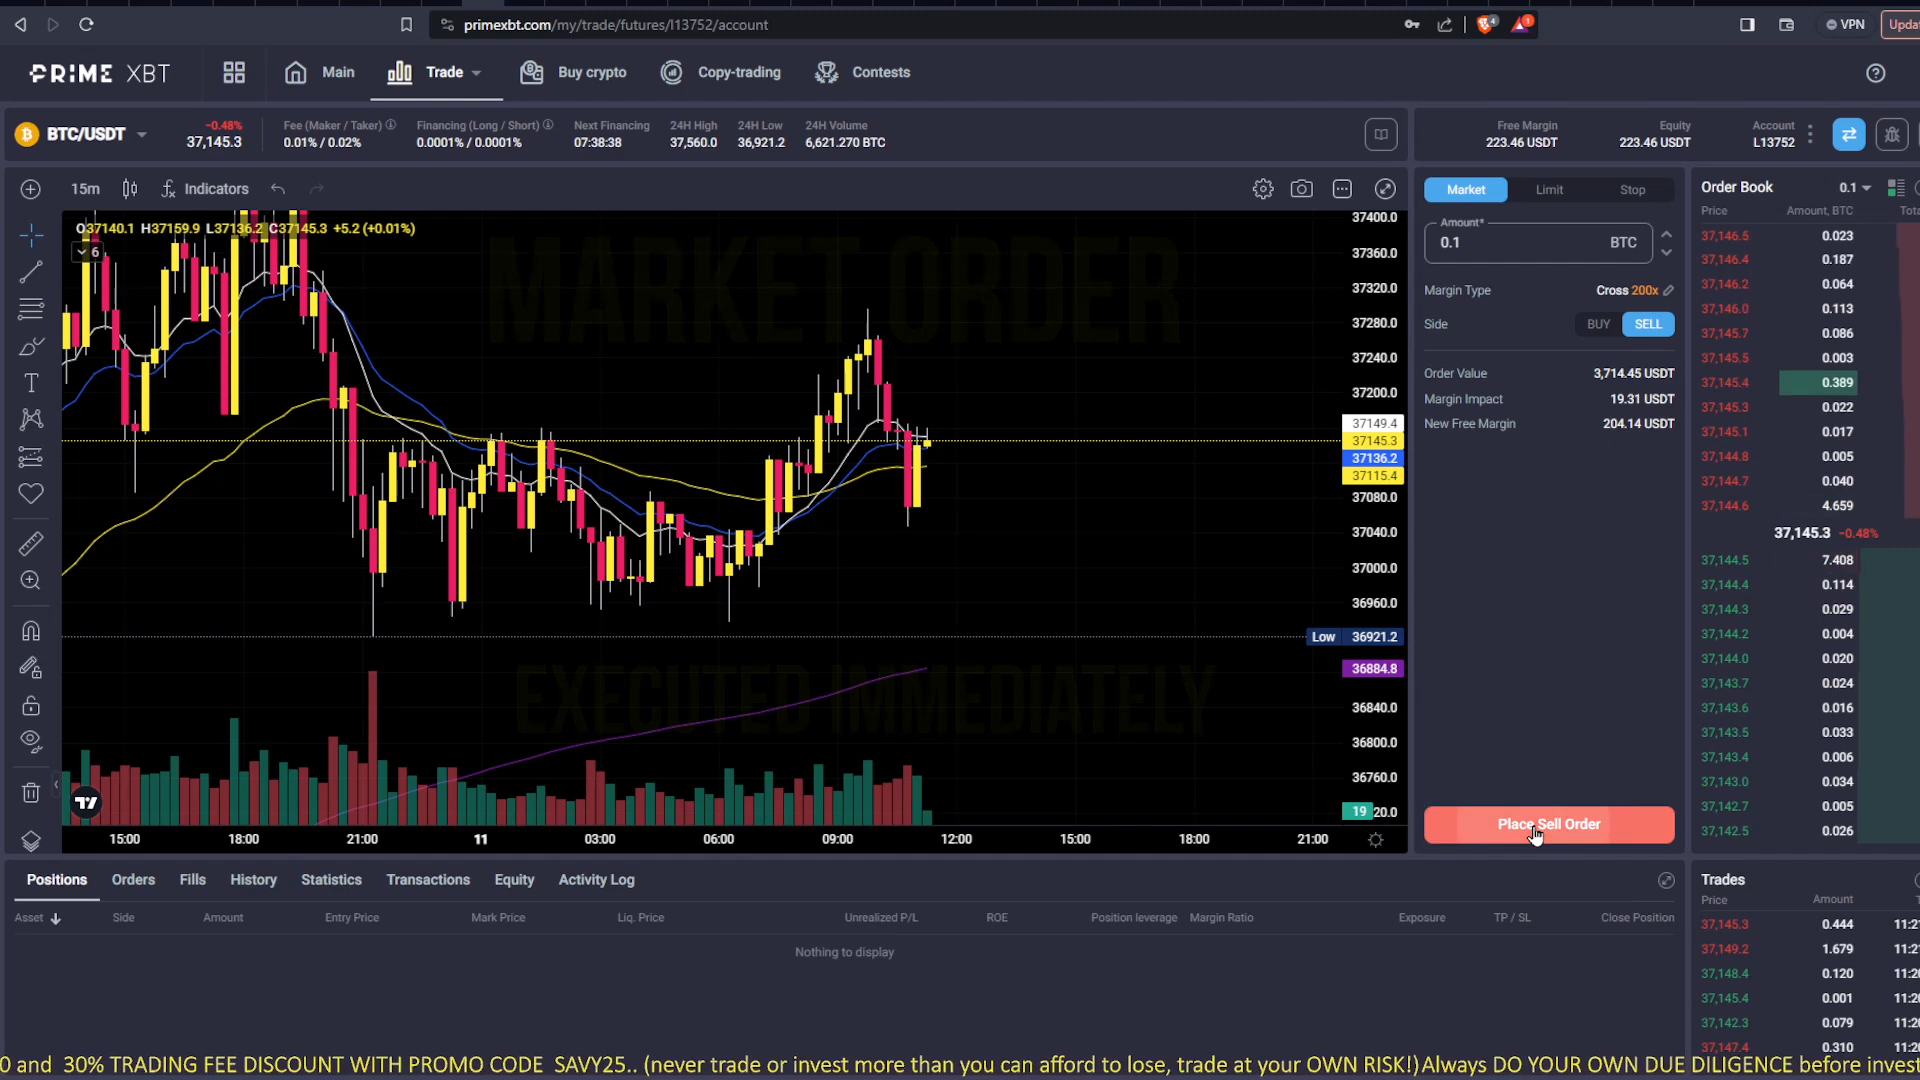 primexbt.com/my/trade/futures/l13752/account
4
1
VPN
PRIME XBT
Main
Trade
Buy crypto
Copy-trading
Contests
BTC/USDT
-0.48%
37,145.3
Fee (Maker / Taker)
0.01% / 0.02%
Financing (Long / Short)
0.0001% / 0.0001%
Next Financing
07:38:38
24H High
37,560.0
24H Low
36,921.2
24H Volume
6,621.270 BTC
Free Margin
223.46 USDT
Equity
223.46 USDT
Account
L13752
15m
Indicators
O37140.1 H37159.9 L37136.2 C37145.3 +5.2 (+0.01%)
6
MARKET ORDER
EXECUTED IMMEDIATELY
37400.0
37360.0
37320.0
37280.0
37240.0
37200.0
37149.4
37145.3
37136.2
37115.4
37080.0
37040.0
37000.0
36960.0
Low 36921.2
36884.8
36840.0
36800.0
36760.0
19
20.0
15:00 18:00 21:00 11 03:00 06:00 09:00 12:00 15:00 18:00 21:00
Market Limit Stop
Amount*
0.1 BTC
Margin Type Cross 200x
Side BUY SELL
Order Value 3,714.45 USDT
Margin Impact 19.31 USDT
New Free Margin 204.14 USDT
Place Sell Order
Order Book 0.1
Price Amount, BTC
37,146.5 0.023
37,146.4 0.187
37,146.2 0.064
37,146.0 0.113
37,145.7 0.086
37,145.5 0.003
37,145.4 0.389
37,145.3 0.022
37,145.1 0.017
37,144.8 0.005
37,144.7 0.040
37,144.6 4.659
37,145.3 -0.48%
37,144.5 7.408
37,144.4 0.114
37,144.3 0.029
37,144.2 0.004
37,144.0 0.020
37,143.7 0.024
37,143.6 0.016
37,143.5 0.033
37,143.4 0.006
37,143.0 0.034
37,142.7 0.005
37,142.5 0.026
Positions Orders Fills History Statistics Transactions Equity Activity Log
Asset Side Amount Entry Price Mark Price Liq. Price Unrealized P/L ROE Position leverage Margin Ratio Exposure TP / SL Close Position
Nothing to display
Trades
Price Amount
37,145.3 0.444 11:2
37,149.2 1.679 11:2
37,148.4 0.120 11:2
37,145.4 0.001 11:2
37,142.3 0.079 11:2
37,147.4 0.310 11:2
0 and 30% TRADING FEE DISCOUNT WITH PROMO CODE SAVY25.. (never trade or invest more than you can afford to lose, trade at your OWN RISK!) Always DO YOUR OWN DUE DILIGENCE before invest